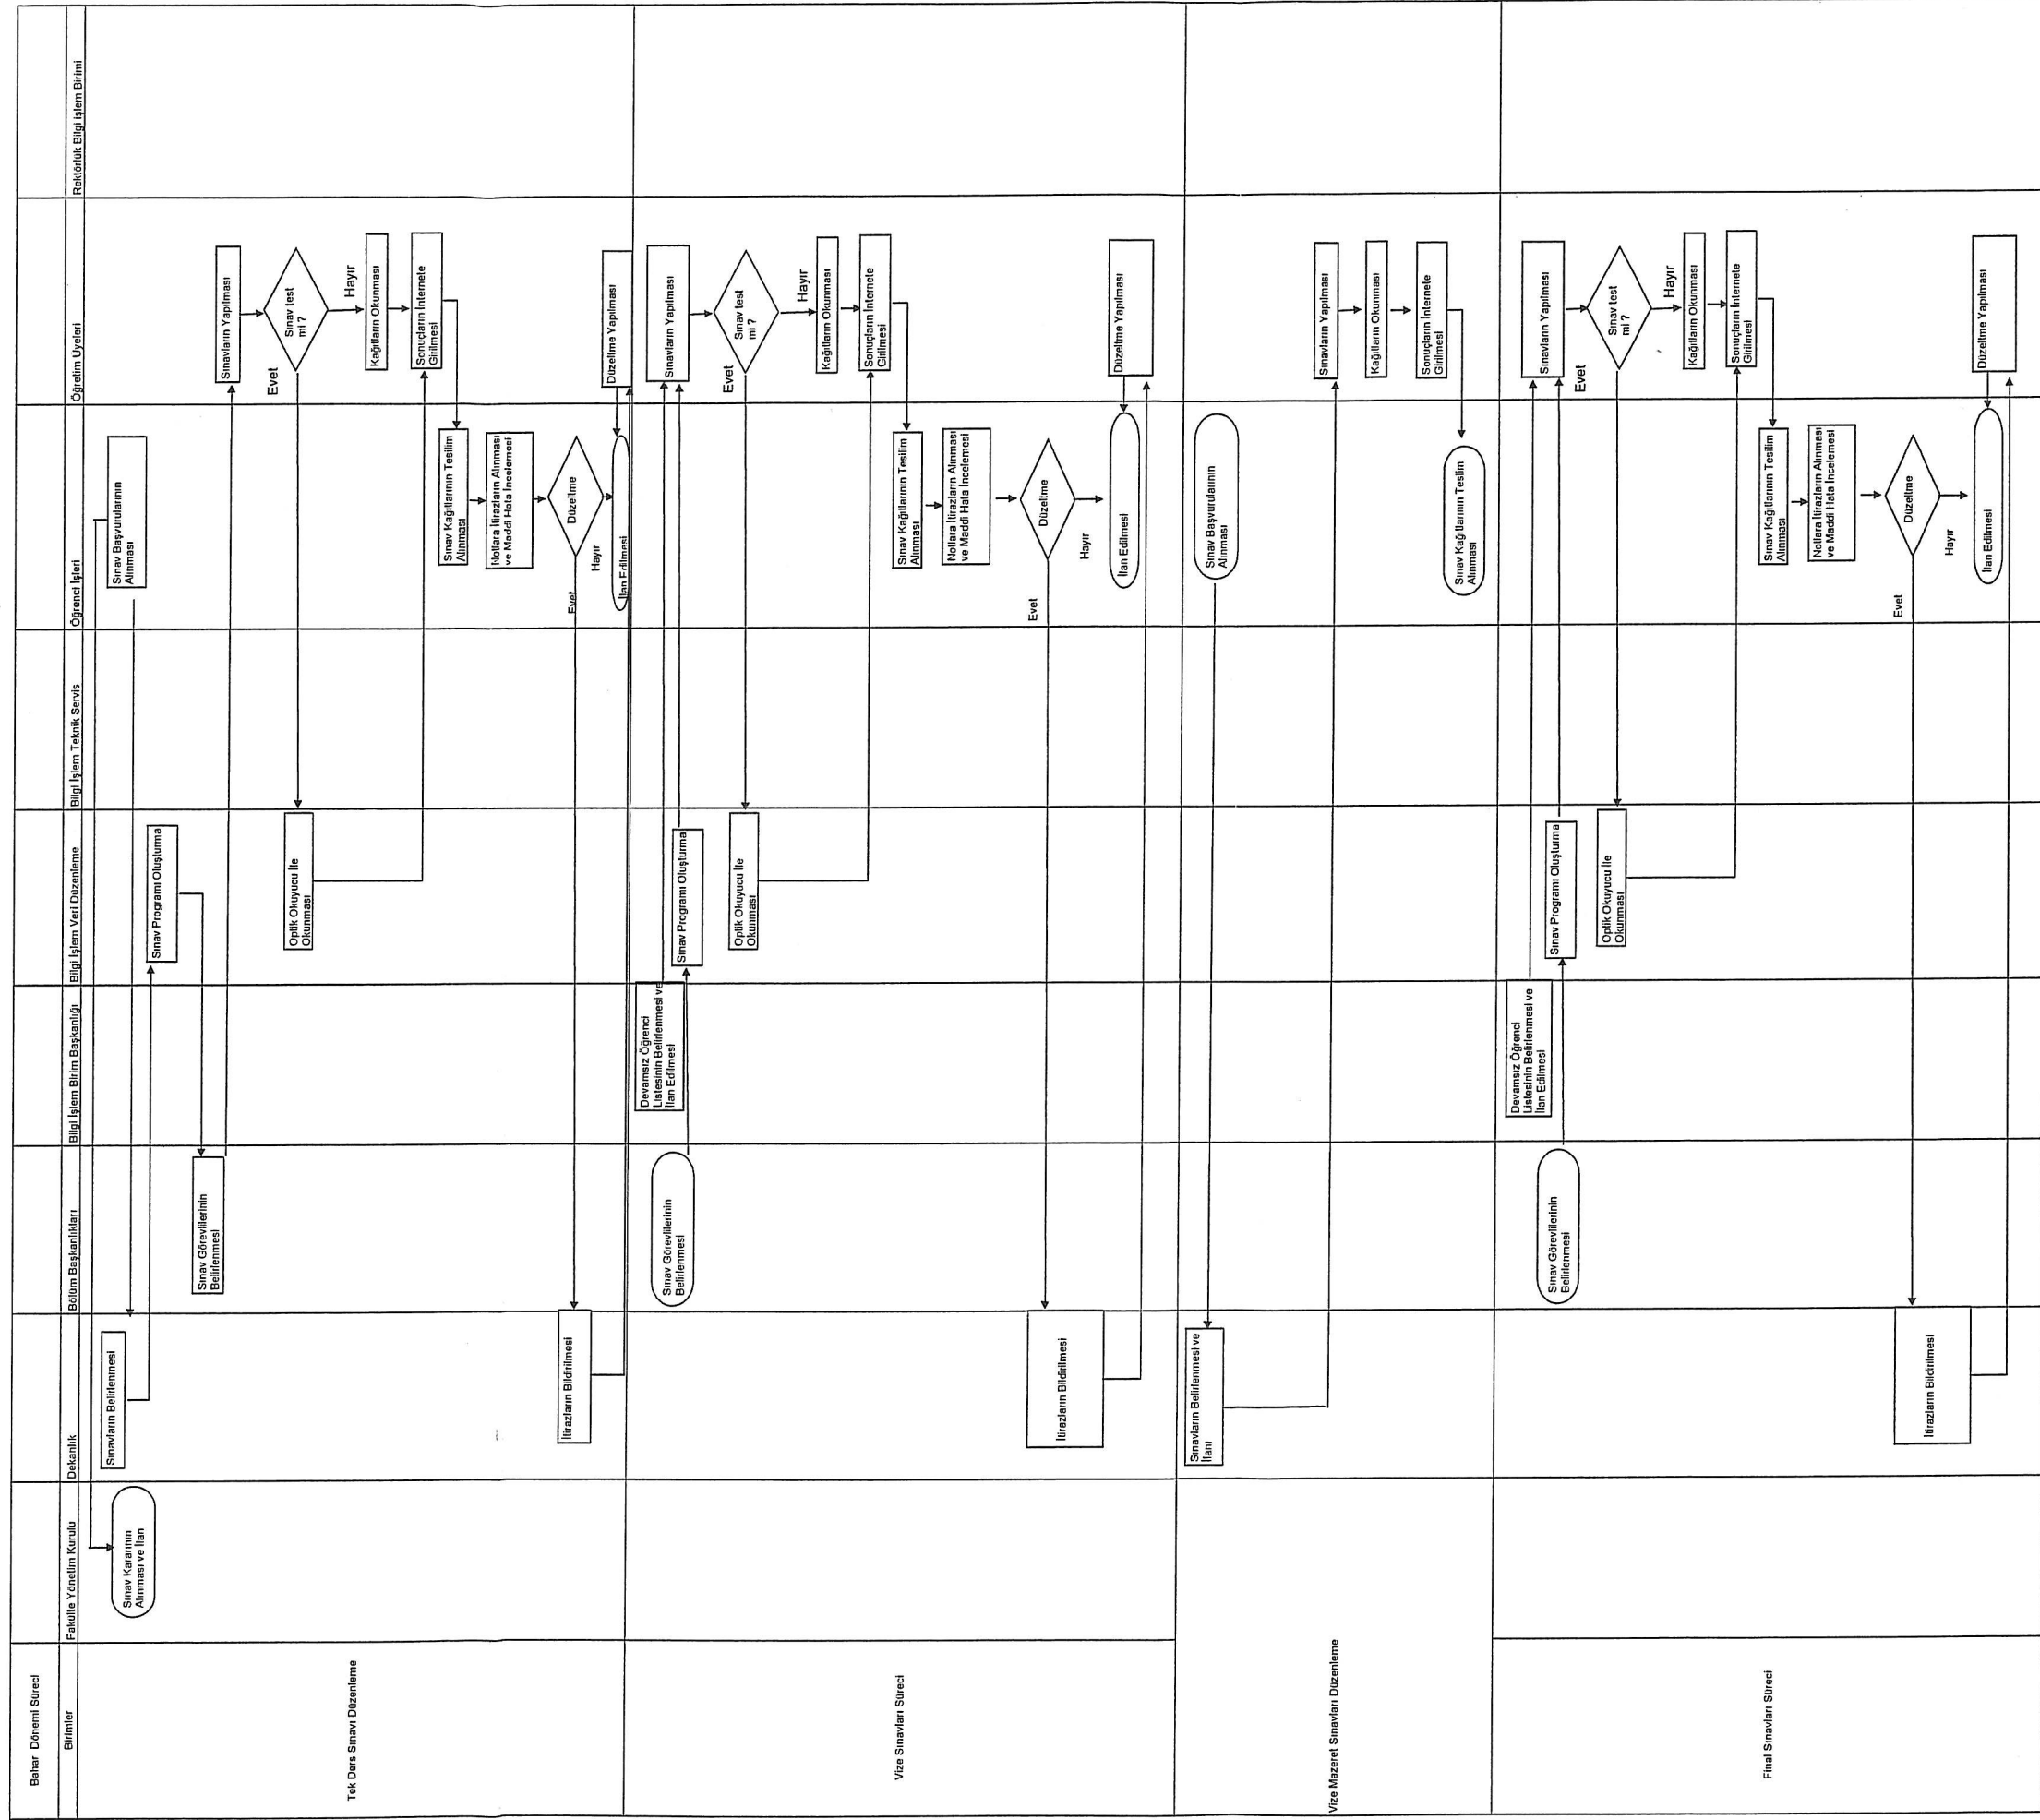 Bahar Dönemi Süreci
Birimler
Fakülte Yönetim Kurulu
Dekanlık
Bölüm Başkanlıkları
Bilgi İşlem Birim Başkanlığı
Bilgi İşlem Veri Düzenleme
Bilgi İşlem Teknik Servis
Öğrenci İşleri
Öğretim Üyeleri
Rektörlük Bilgi İşlem Birimi
Tek Ders Sınavı Düzenleme
Sınav Kararının
Alınması ve İlan
Sınav Başvurularının
Alınması
Sınavların Belirlenmesi
Sınav Programı Oluşturma
Sınav Görevlilerinin
Belirlenmesi
Sınavların Yapılması
Sınav test
mi ?
Evet
Hayır
Optik Okuyucu İle
Okunması
Kağıtların Okunması
Sonuçların İnternete
Girilmesi
Sınav Kağıtlarının Teslim
Alınması
Notlara İtirazların Alınması
ve Maddi Hata İncelemesi
Düzeltme
Hayır
Evet
İtirazların Bildirilmesi
Düzeltme Yapılması
İlan Edilmesi
Vize Sınavları Süreci
Devamsız Öğrenci
Listesinin Belirlenmesi ve
İlan Edilmesi
Sınav Görevlilerinin
Belirlenmesi
Sınav Programı Oluşturma
Sınavların Yapılması
Sınav test
mi ?
Evet
Hayır
Optik Okuyucu İle
Okunması
Kağıtların Okunması
Sonuçların İnternete
Girilmesi
Sınav Kağıtlarının Tesilim
Alınması
Notlara İtirazların Alınması
ve Maddi Hata İncelemesi
Düzeltme
Hayır
Evet
İtirazların Bildirilmesi
Düzeltme Yapılması
İlan Edilmesi
Vize Mazeret Sınavları Düzenleme
Sınav Başvurularının
Alınması
Sınavların Belirlenmesi ve
İlanı
Sınavların Yapılması
Kağıtların Okunması
Sonuçların İnternete
Girilmesi
Sınav Kağıtlarının Teslim
Alınması
Final Sınavları Süreci
Devamsız Öğrenci
Listesinin Belirlenmesi ve
İlan Edilmesi
Sınav Görevlilerinin
Belirlenmesi
Sınav Programı Oluşturma
Sınavların Yapılması
Sınav test
mi ?
Evet
Hayır
Optik Okuyucu İle
Okunması
Kağıtların Okunması
Sonuçların İnternete
Girilmesi
Sınav Kağıtlarının Teslim
Alınması
Notlara İtirazların Alınması
ve Maddi Hata İncelemesi
Düzeltme
Hayır
Evet
İtirazların Bildirilmesi
Düzeltme Yapılması
İlan Edilmesi